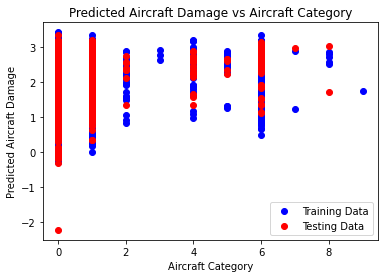 Predicted Aircraft Damage vs Aircraft Category
Predicted Aircraft Damage
3
2
1
0
−1
−2
Training Data
Testing Data
0
2
4
6
8
Aircraft Category